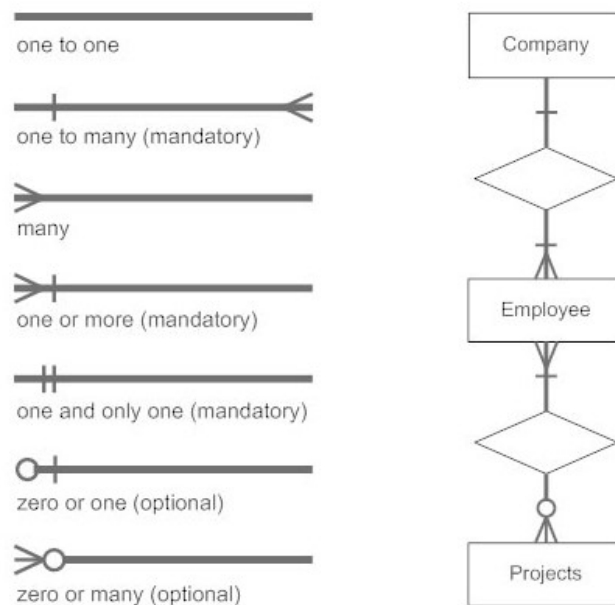 one to one
one to many (mandatory)
many
one or more (mandatory)
one and only one (mandatory)
zero or one (optional)
zero or many (optional)
Company
Employee
Projects